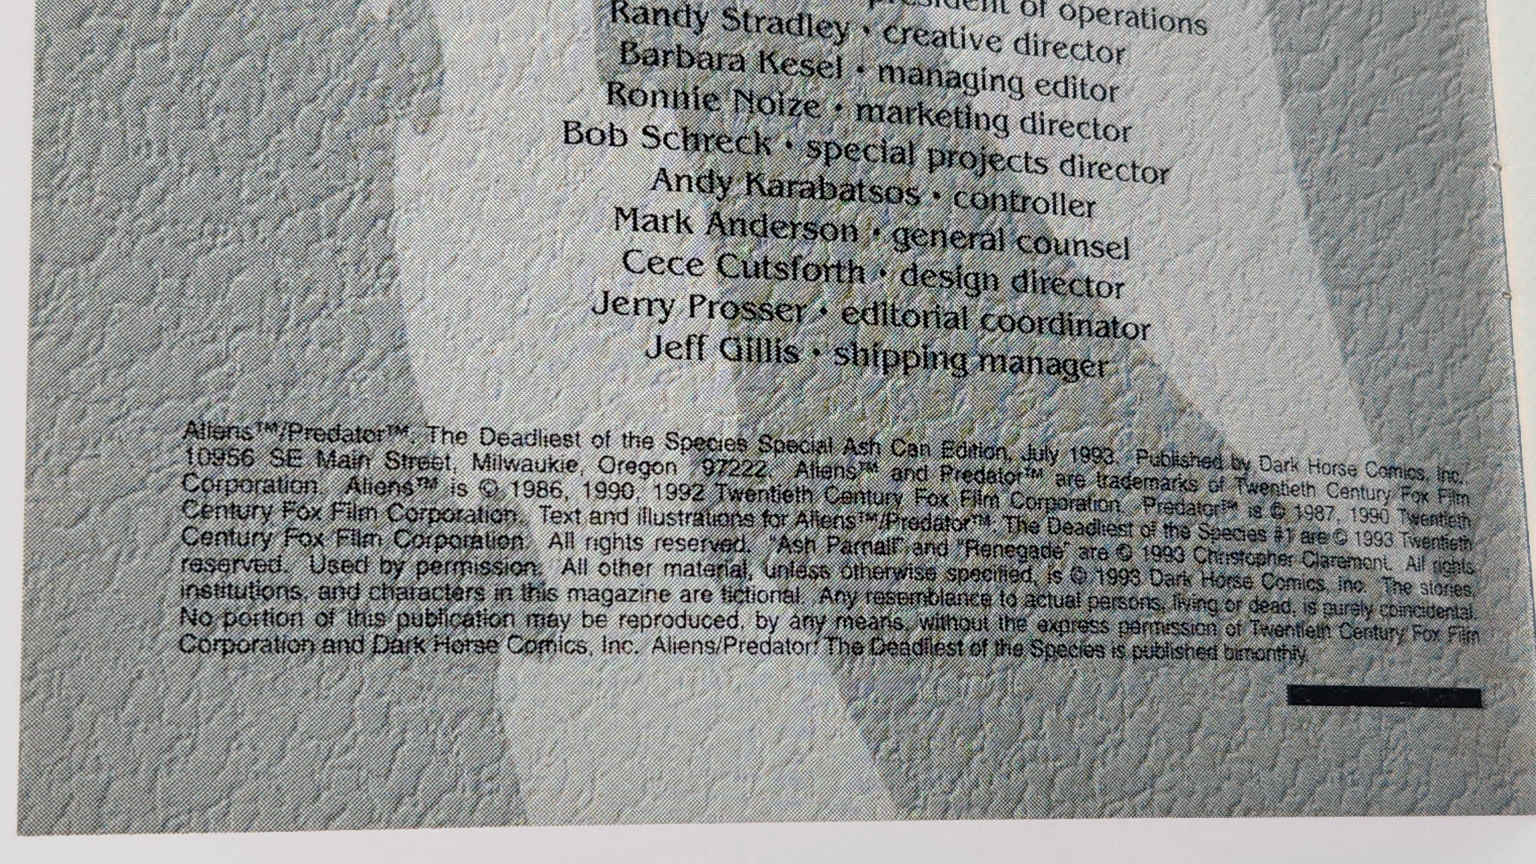 president of operations
Randy Stradley • creative director
Barbara Kesel • managing editor
Ronnie Noize • marketing director
Bob Schreck • special projects director
Andy Karabatsos • controller
Mark Anderson • general counsel
Cece Cutsforth • design director
Jerry Prosser • editorial coordinator
Jeff Gillis • shipping manager
Aliens™/Predator™: The Deadliest of the Species Special Ash Can Edition, July 1993. Published by Dark Horse Comics, Inc.,
10956 SE Main Street, Milwaukie, Oregon 97222. Aliens™ and Predator™ are trademarks of Twentieth Century Fox Film
Corporation. Aliens™ is © 1986, 1990, 1992 Twentieth Century Fox Film Corporation. Predator™ is © 1987, 1990 Twentieth
Century Fox Film Corporation. Text and illustrations for Aliens™/Predator™: The Deadliest of the Species #1 are © 1993 Twentieth
Century Fox Film Corporation. All rights reserved. "Ash Parnall" and "Renegade" are © 1993 Christopher Claremont. All rights
reserved. Used by permission. All other material, unless otherwise specified, is © 1993 Dark Horse Comics, Inc. The stories,
institutions, and characters in this magazine are fictional. Any resemblance to actual persons, living or dead, is purely coincidental.
No portion of this publication may be reproduced, by any means, without the express permission of Twentieth Century Fox Film
Corporation and Dark Horse Comics, Inc. Aliens/Predator: The Deadliest of the Species is published bimonthly.